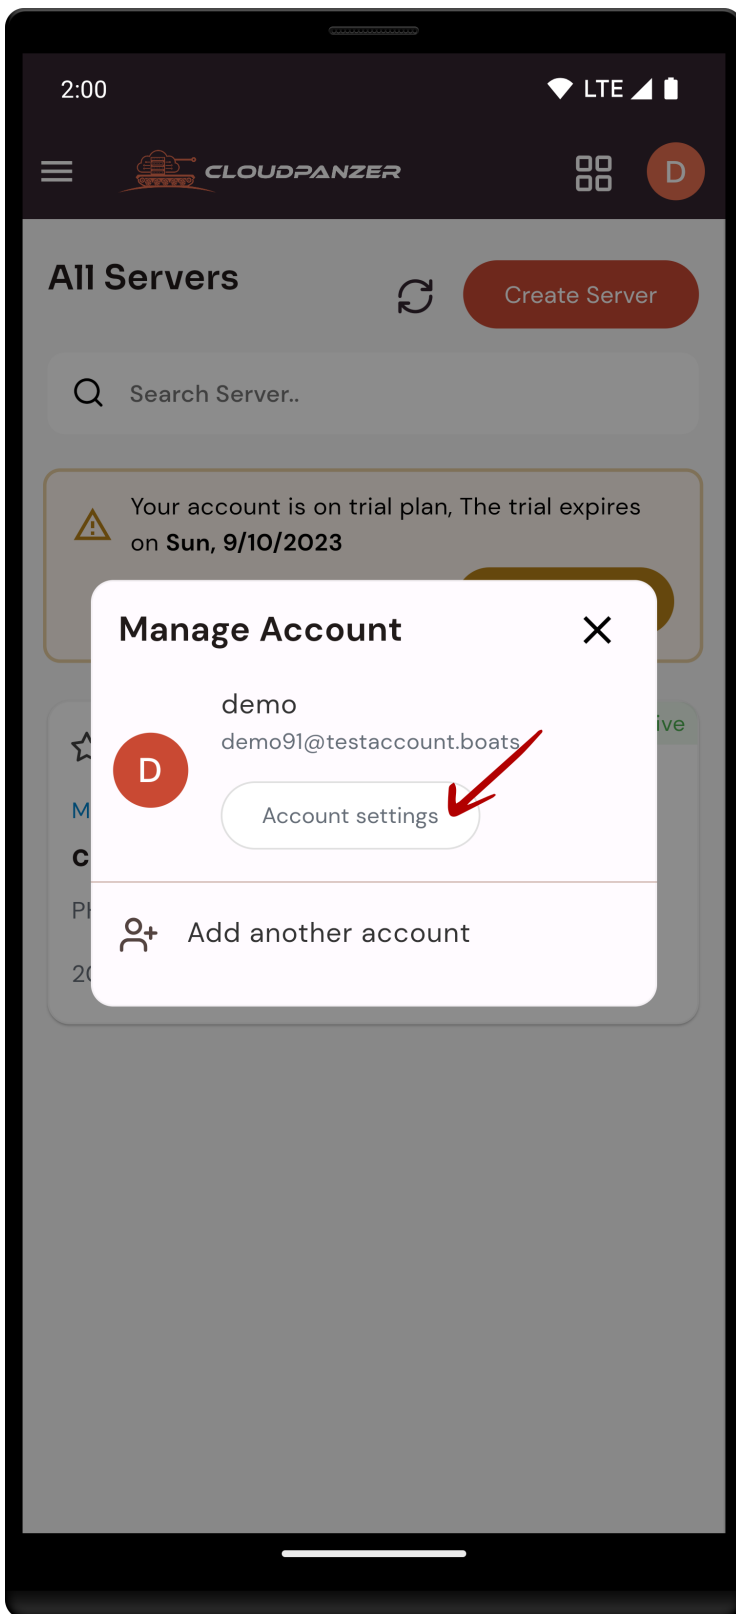 2:00
LTE
CLOUDPANZER
D
All Servers
Create Server
Search Server..
Your account is on trial plan, The trial expires
on Sun, 9/10/2023
Manage Account
demo
demo91@testaccount.boats
D
Account settings
Add another account